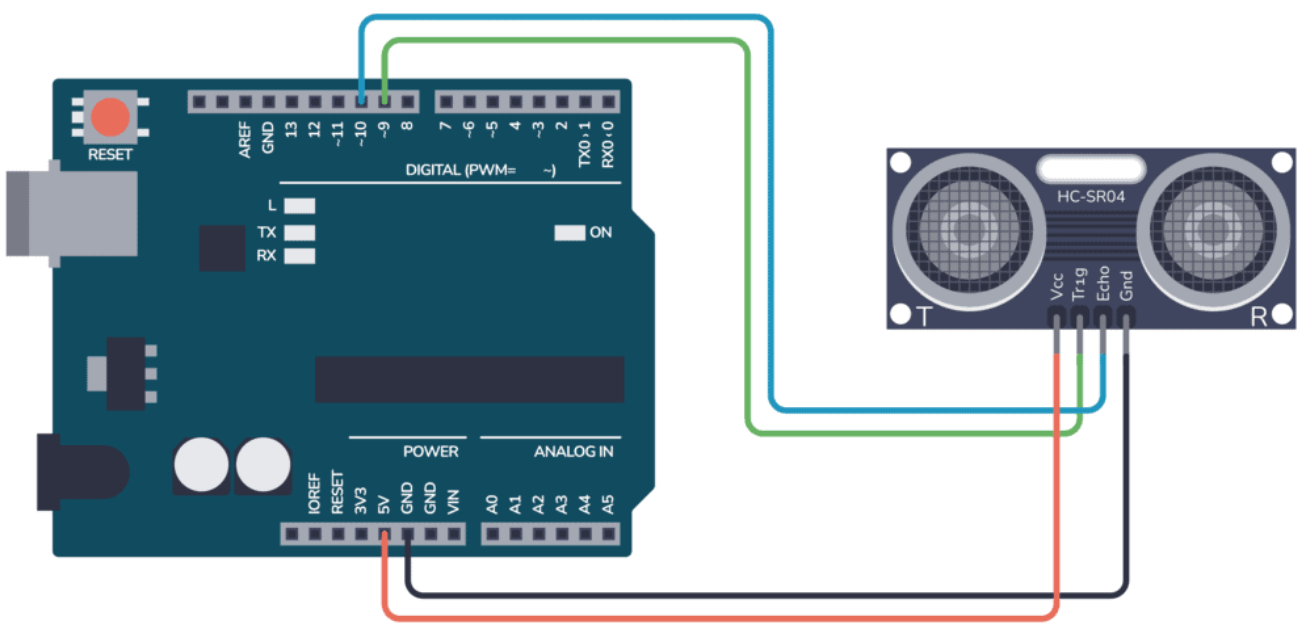 RESET
AREF
GND
13
12
~11
~10
~9
8
7
~6
~5
4
~3
2
TX0›1
RX0‹0
DIGITAL (PWM= ~)
L
TX
RX
ON
HC-SR04
Vcc
Tr1g
Echo
Gnd
T
R
POWER
ANALOG IN
IOREF
RESET
3V3
5V
GND
GND
VIN
A0
A1
A2
A3
A4
A5